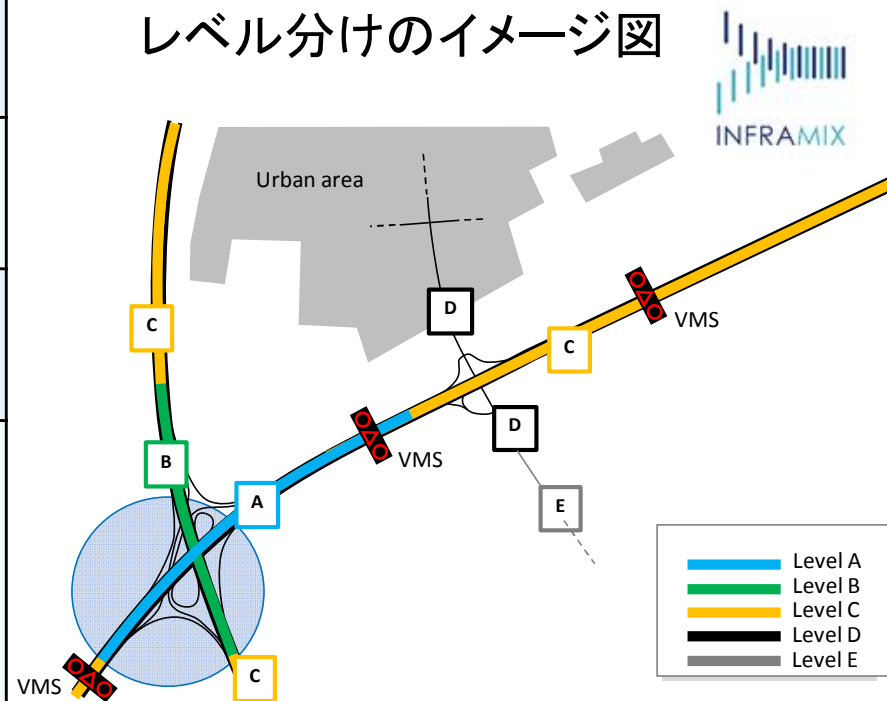 レベル分けのイメージ図
INFRAMIX
Urban area
D
C
VMS
C
D
VMS
B
A
E
Level A
Level B
Level C
Level D
Level E
C
VMS